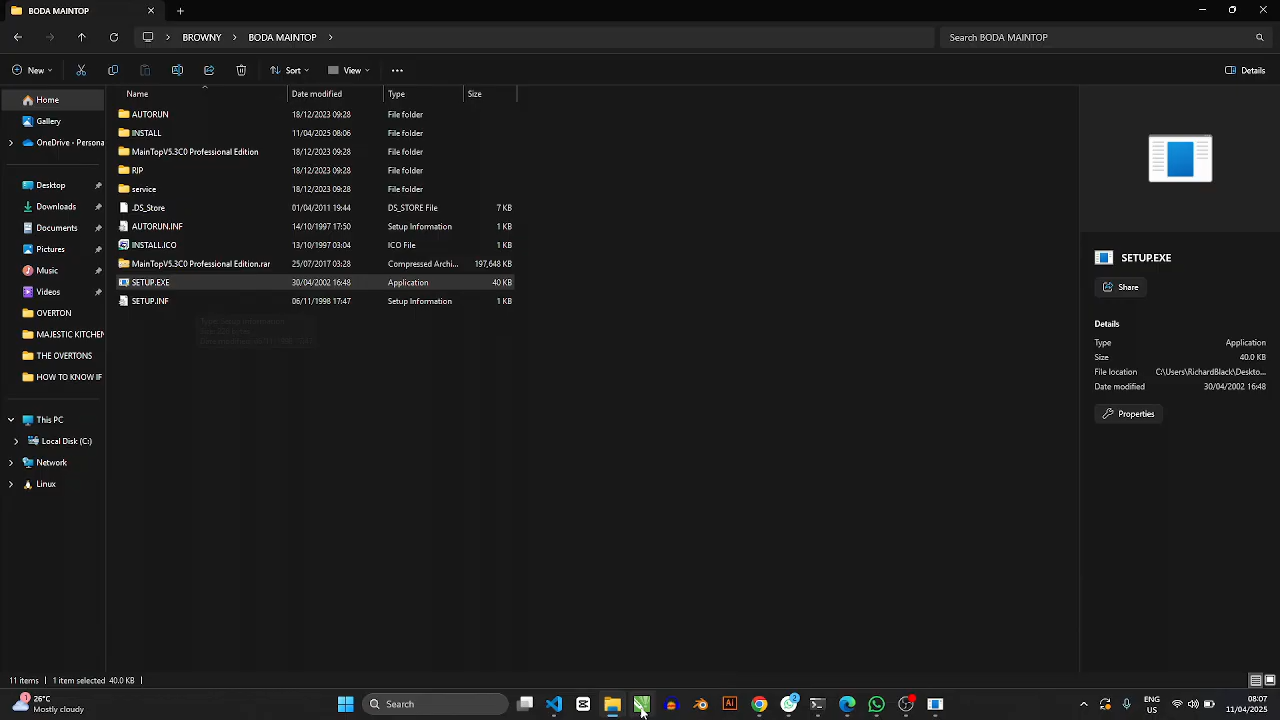 BODA MAINTOP
BROWNY > BODA MAINTOP >
Search BODA MAINTOP
New
Sort
View
Details
Name Date modified Type Size
AUTORUN 18/12/2023 09:28 File folder
INSTALL 11/04/2025 08:06 File folder
MainTopV5.3C0 Professional Edition 18/12/2023 09:28 File folder
RIP 18/12/2023 09:28 File folder
service 18/12/2023 09:28 File folder
.DS_Store 01/04/2011 19:44 DS_STORE File 7 KB
AUTORUN.INF 14/10/1997 17:50 Setup Information 1 KB
INSTALL.ICO 13/10/1997 03:04 ICO File 1 KB
MainTopV5.3C0 Professional Edition.rar 25/07/2017 03:28 Compressed Archi... 197,648 KB
SETUP.EXE 30/04/2002 16:48 Application 40 KB
SETUP.INF 06/11/1998 17:47 Setup Information 1 KB
Home
Gallery
OneDrive - Persona
Desktop
Downloads
Documents
Pictures
Music
Videos
OVERTON
MAJESTIC KITCHEN
THE OVERTONS
HOW TO KNOW IF
This PC
Local Disk (C:)
Network
Linux
SETUP.EXE
Share
Details
Type Application
Size 40.0 KB
File location C:\Users\RichardBlack\Deskto...
Date modified 30/04/2002 16:48
Properties
11 items 1 item selected 40.0 KB
26°C
Mostly cloudy
Search
ENG
US
08:07
11/04/2025